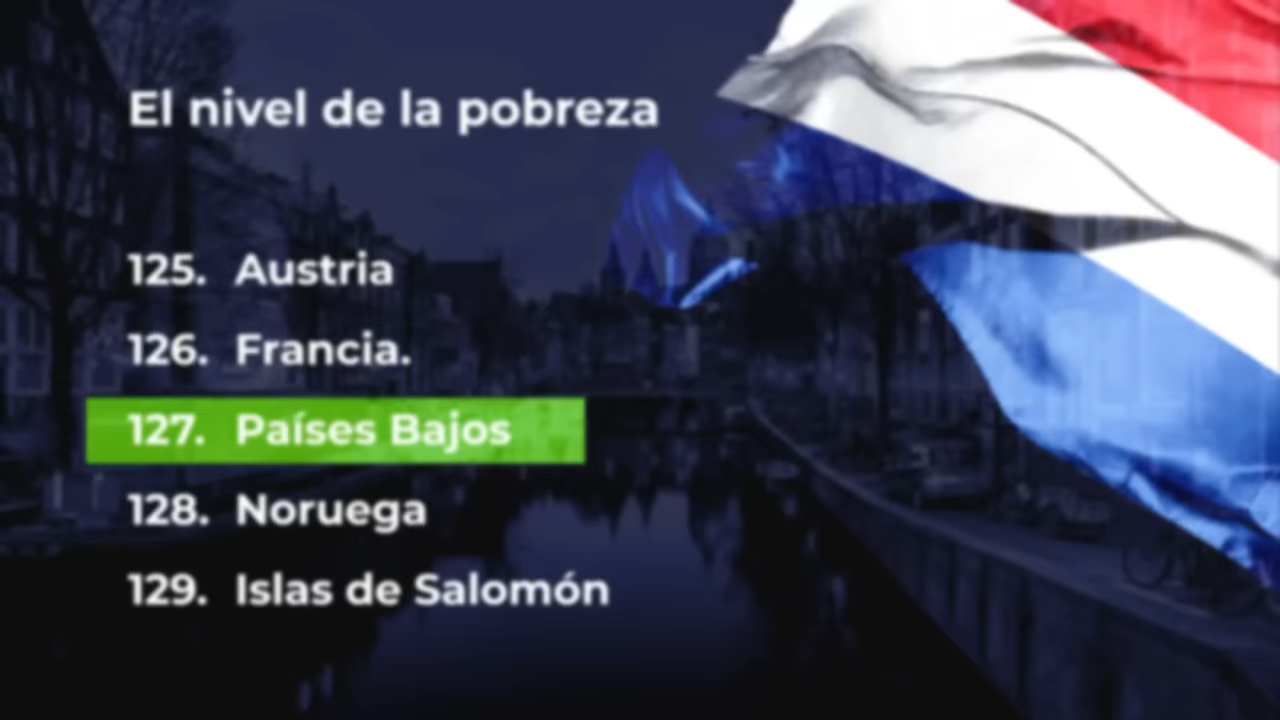 El nivel de la pobreza
125. Austria
126. Francia.
127. Países Bajos
128. Noruega
129. Islas de Salomón